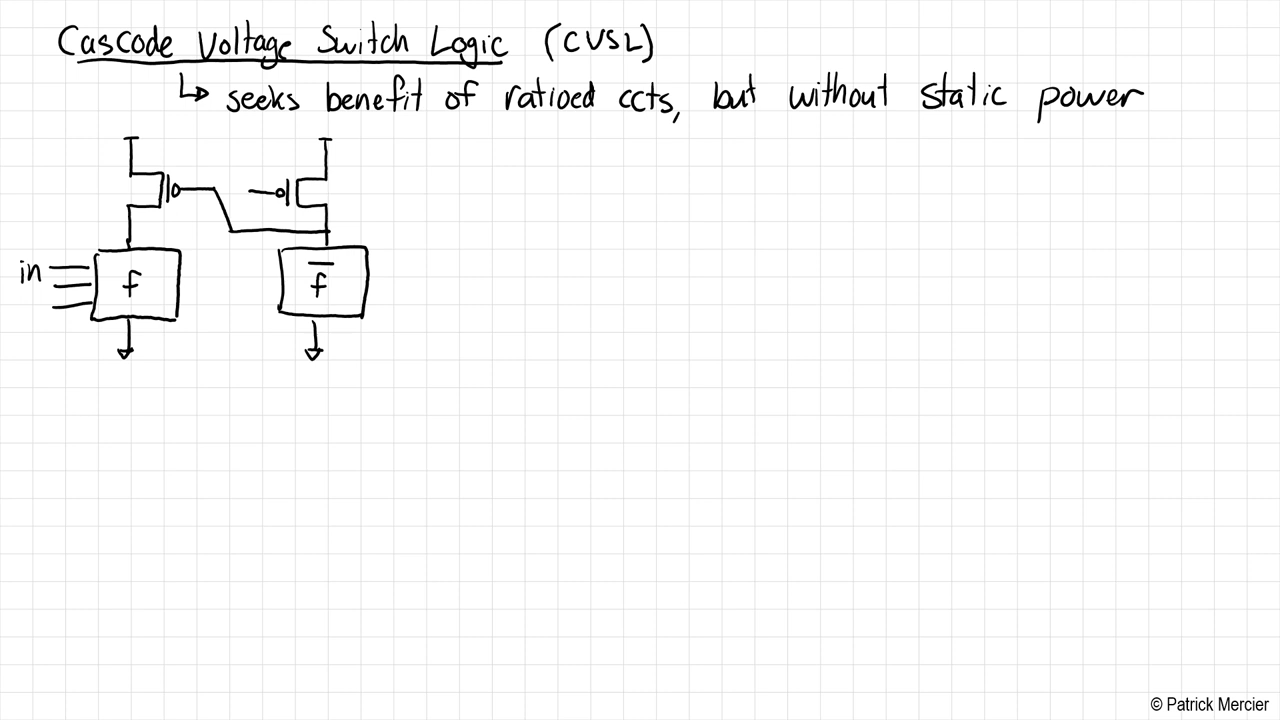 Cascode Voltage Switch Logic (CVSL)
↳ seeks benefit of ratioed ccts, but without static power
in
f
f̅
© Patrick Mercier